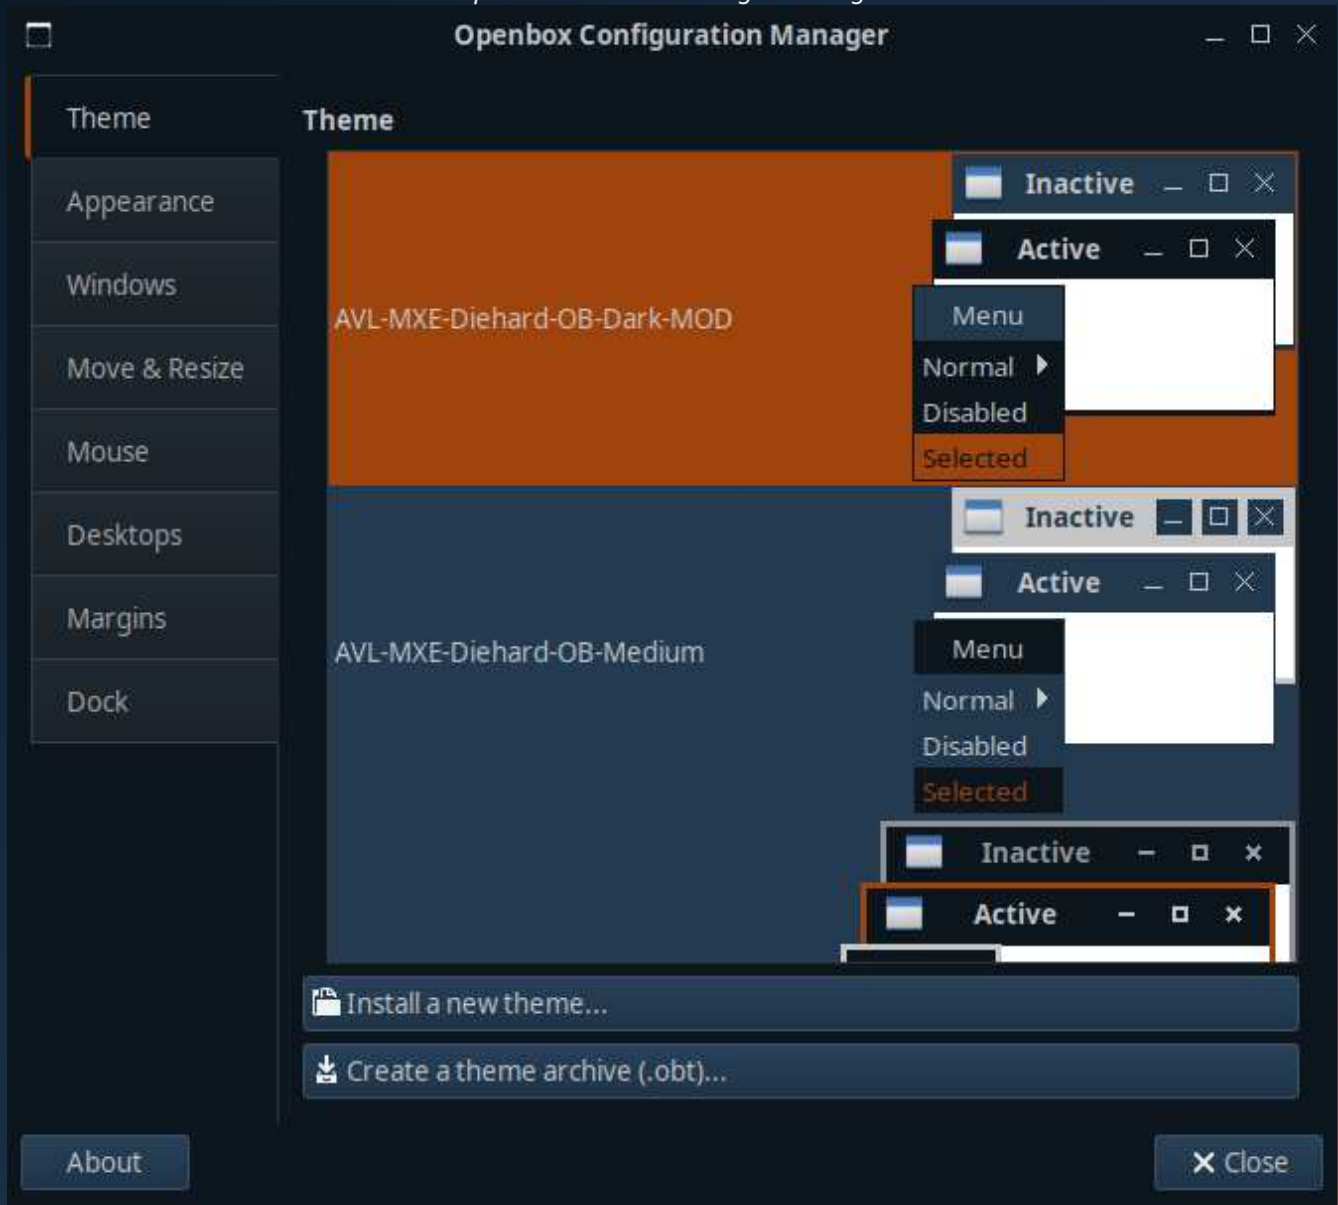 Openbox Configuration Manager
Theme
Appearance
Windows
Move & Resize
Mouse
Desktops
Margins
Dock
Theme
AVL-MXE-Diehard-OB-Dark-MOD
Inactive
Active
Menu
Normal
Disabled
Selected
AVL-MXE-Diehard-OB-Medium
Inactive
Active
Menu
Normal
Disabled
Selected
Inactive
Active
Install a new theme...
Create a theme archive (.obt)...
About
Close